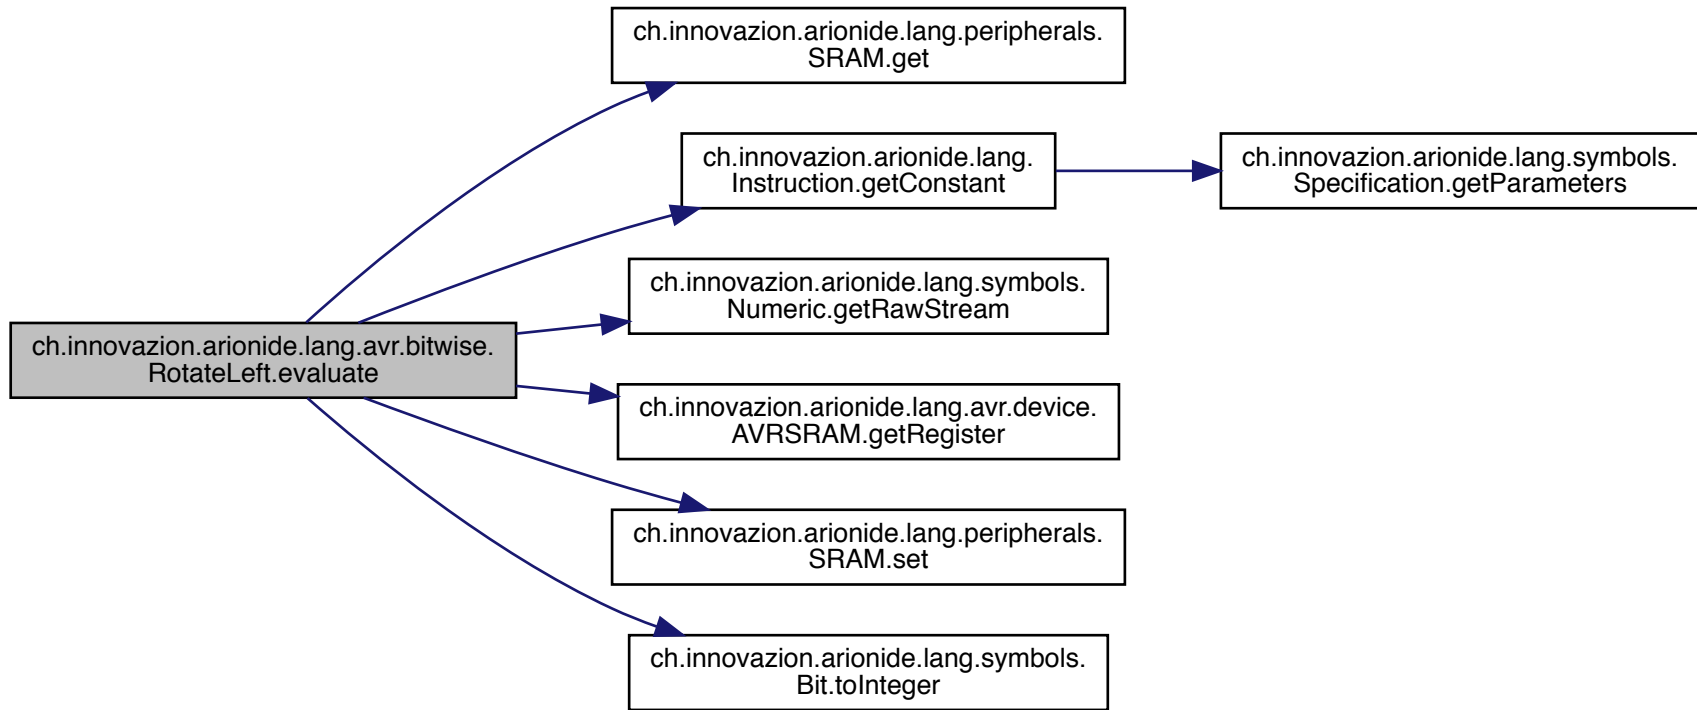 ch.innovazion.arionide.lang.peripherals.
SRAM.get
ch.innovazion.arionide.lang.
Instruction.getConstant
ch.innovazion.arionide.lang.symbols.
Specification.getParameters
ch.innovazion.arionide.lang.symbols.
Numeric.getRawStream
ch.innovazion.arionide.lang.avr.bitwise.
RotateLeft.evaluate
ch.innovazion.arionide.lang.avr.device.
AVRSRAM.getRegister
ch.innovazion.arionide.lang.peripherals.
SRAM.set
ch.innovazion.arionide.lang.symbols.
Bit.toInteger